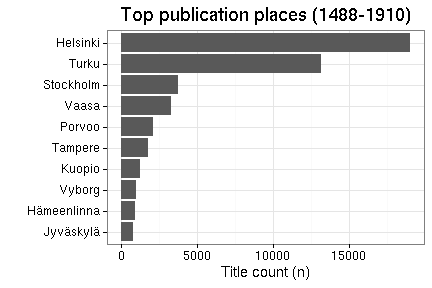 Top publication places (1488-1910)
Helsinki
Turku
Stockholm
Vaasa
Porvoo
Tampere
Kuopio
Vyborg
Hämeenlinna
Jyväskylä
0 5000 10000 15000
Title count (n)